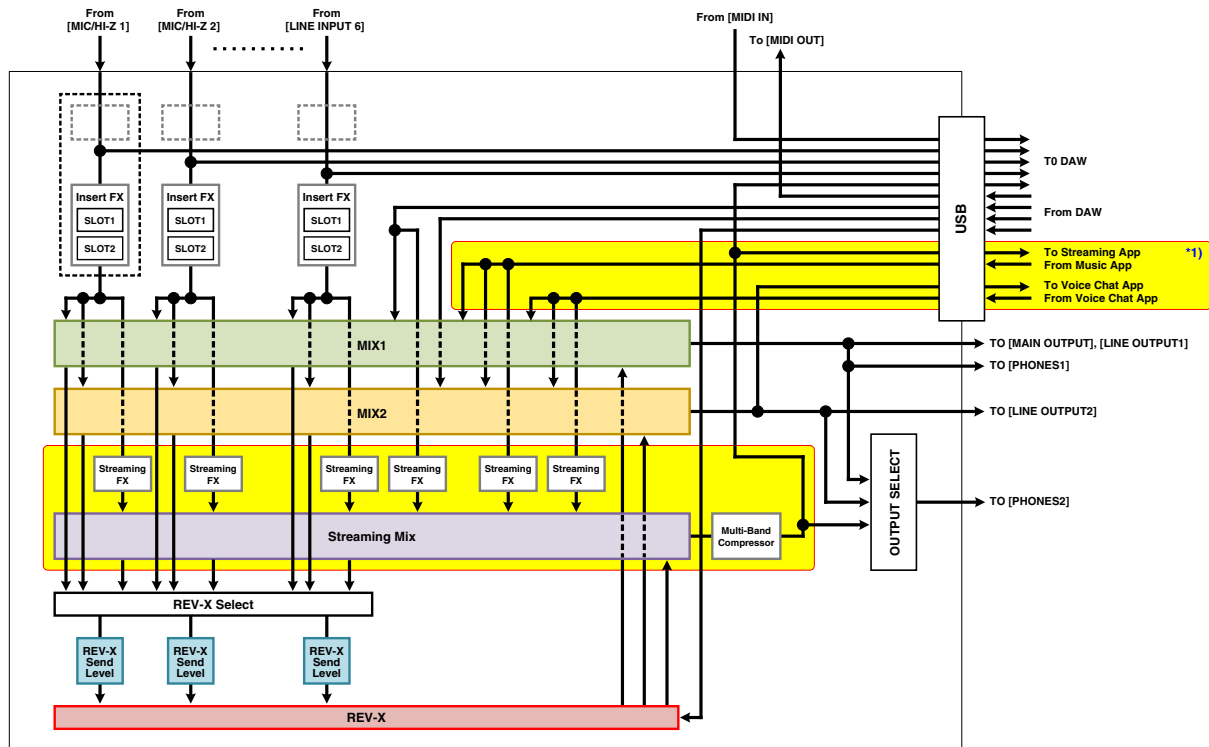 From
[MIC/HI-Z 1]
From
[MIC/HI-Z 2]
From
[LINE INPUT 6]
From [MIDI IN]
To [MIDI OUT]
T0 DAW
From DAW
USB
Insert FX
SLOT1
SLOT2
Insert FX
SLOT1
SLOT2
Insert FX
SLOT1
SLOT2
To Streaming App
*1)
From Music App
To Voice Chat App
From Voice Chat App
MIX1
TO [MAIN OUTPUT], [LINE OUTPUT1]
TO [PHONES1]
MIX2
TO [LINE OUTPUT2]
Streaming
FX
Streaming
FX
Streaming
FX
Streaming
FX
Streaming
FX
Streaming
FX
OUTPUT SELECT
TO [PHONES2]
Streaming Mix
Multi-Band
Compressor
REV-X Select
REV-X
Send
Level
REV-X
Send
Level
REV-X
Send
Level
REV-X